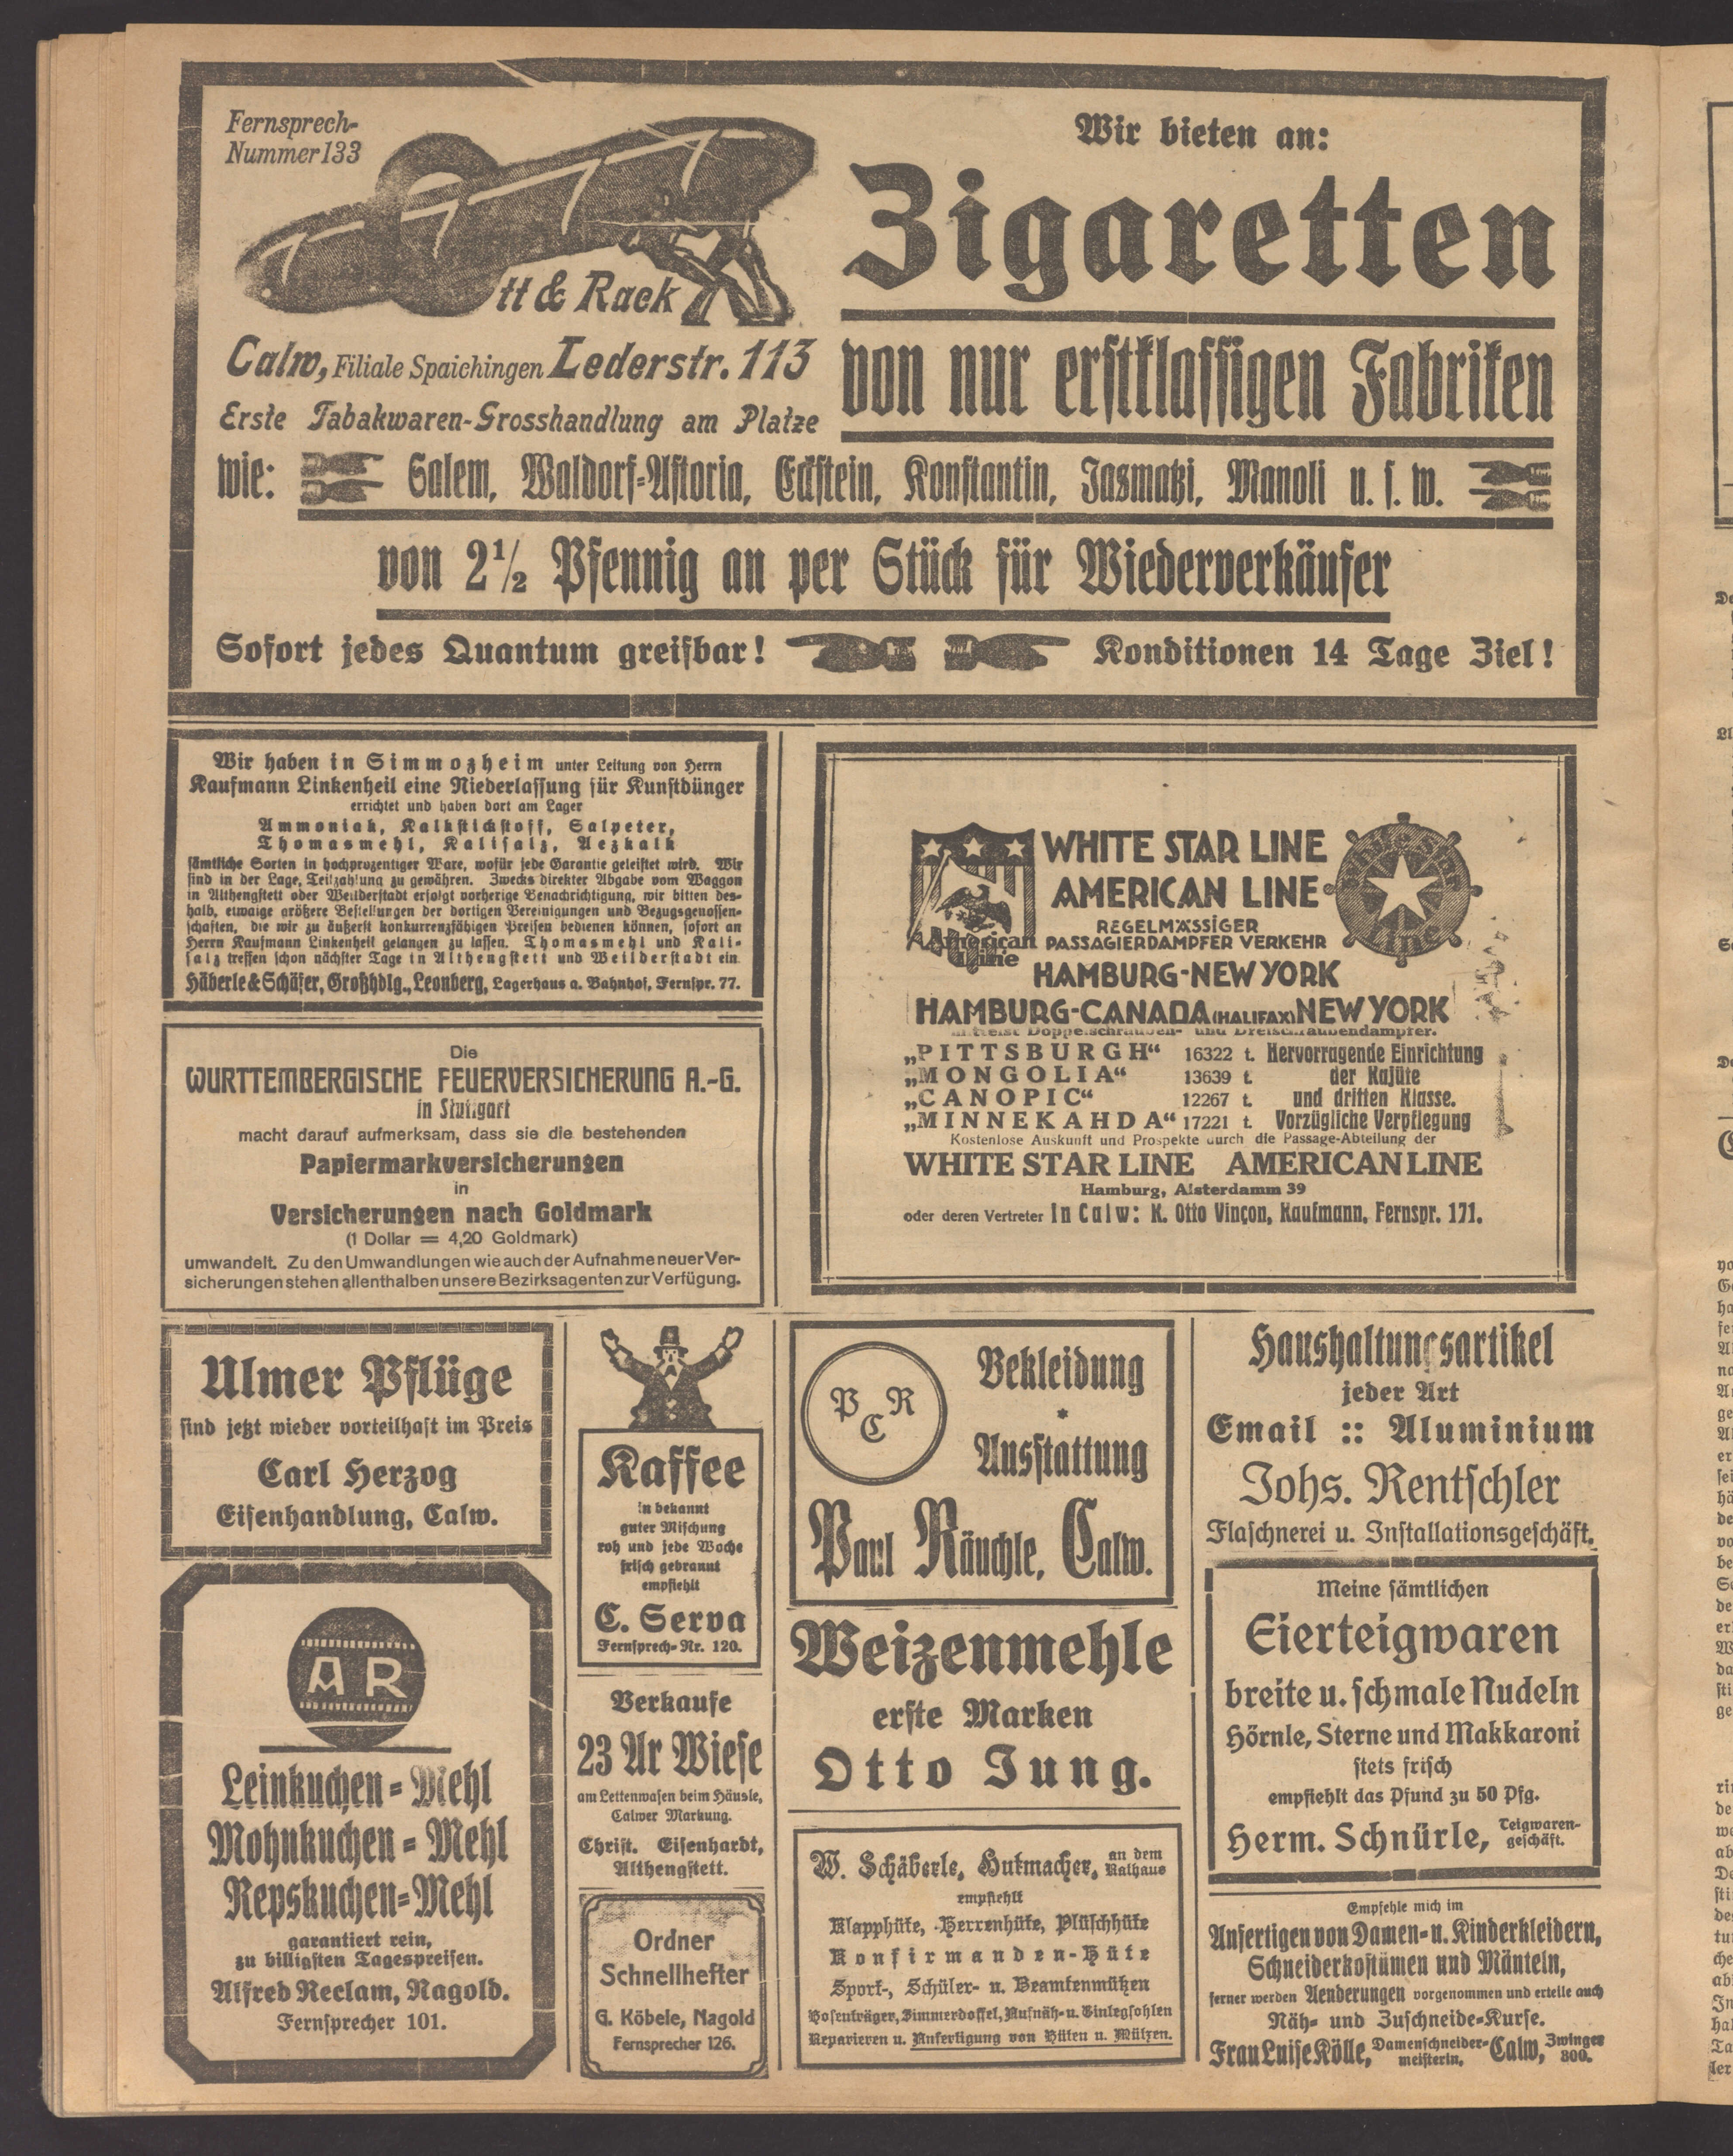 Fernsprech-
Nummer 133
tt & Rack
Calw, Filiale Spaichingen Lederstr. 113
Erste Tabakwaren-Grosshandlung am Platze
Wir bieten an:
Zigaretten
von nur erstklassigen Fabriken
wie: Salem, Waldorf-Astoria, Eckstein, Konstantin, Jasmatzi, Manoli u. s. w.
von 2½ Pfennig an per Stück für Wiederverkäufer
Sofort jedes Quantum greifbar! Konditionen 14 Tage Ziel!
Wir haben in Simmozheim unter Leitung von Herrn
Kaufmann Linkenheil eine Niederlassung für Kunstdünger
errichtet und haben dort am Lager
Ammoniak, Kalkstickstoff, Salpeter,
Thomasmehl, Kalisalz, Aezkalk
sämtliche Sorten in hochprozentiger Ware, wofür jede Garantie geleistet wird. Wir
sind in der Lage, Teilzahlung zu gewähren. Zwecks direkter Abgabe vom Waggon
in Althengstett oder Weilderstadt erfolgt vorherige Benachrichtigung, wir bitten des-
halb, etwaige größere Bestellungen der dortigen Vereinigungen und Bezugsgenossen-
schaften, die wir zu äußerst konkurrenzfähigen Preisen bedienen können, sofort an
Herrn Kaufmann Linkenheil gelangen zu lassen. Thomasmehl und Kali-
salz treffen schon nächster Tage in Althengstett und Weilderstadt ein.
Häberle & Schäfer, Großhdlg., Leonberg, Lagerhaus a. Bahnhof, Fernspr. 77.
Die
WÜRTTEMBERGISCHE FEUERVERSICHERUNG A.-G.
in Stuttgart
macht darauf aufmerksam, dass sie die bestehenden
Papiermarkversicherungen
in
Versicherungen nach Goldmark
(1 Dollar = 4,20 Goldmark)
umwandelt. Zu den Umwandlungen wie auch der Aufnahme neuer Ver-
sicherungen stehen allenthalben unsere Bezirksagenten zur Verfügung.
WHITE STAR LINE
AMERICAN LINE
American
Line
White Star
Line
REGELMÄSSIGER
PASSAGIERDAMPFER VERKEHR
HAMBURG-NEW YORK
HAMBURG-CANADA (HALIFAX) NEW YORK
mittelst Doppelschrauben- und Dreischraubendampfer.
„PITTSBURGH“ 16322 t. Hervorragende Einrichtung
„MONGOLIA“ 13639 t. der Kajüte
„CANOPIC“ 12267 t. und dritten Klasse.
„MINNEKAHDA“ 17221 t. Vorzügliche Verpflegung
Kostenlose Auskunft und Prospekte durch die Passage-Abteilung der
WHITE STAR LINE AMERICAN LINE
Hamburg, Alsterdamm 39
oder deren Vertreter In Calw: K. Otto Vinçon, Kaufmann, Fernspr. 171.
Ulmer Pflüge
sind jetzt wieder vorteilhaft im Preis
Carl Herzog
Eisenhandlung, Calw.
AR
Leinkuchen-Mehl
Mohnkuchen-Mehl
Repskuchen-Mehl
garantiert rein,
zu billigsten Tagespreisen.
Alfred Reclam, Nagold.
Fernsprecher 101.
Kaffee
in bekannt
guter Mischung
roh und jede Woche
frisch gebrannt
empfiehlt
C. Serva
Fernsprech-Nr. 120.
Verkaufe
23 Ar Wiese
am Lettenwasen beim Häusle,
Calwer Markung.
Christ. Eisenhardt,
Althengstett.
Ordner
Schnellhefter
G. Köbele, Nagold
Fernsprecher 126.
P C R
Bekleidung
*
Ausstattung
Paul Räuchle, Calw.
Weizenmehle
erste Marken
Otto Jung.
W. Schäberle, Hutmacher, an dem Rathaus
empfiehlt
Klapphüte, Herrenhüte, Plüschhüte
Konfirmanden-Hüte
Sport-, Schüler- u. Beamtenmützen
Hosenträger, Zimmerdoffel, Aufnäh- u. Einlegsohlen
Reparieren u. Anfertigung von Hüten u. Mützen.
Haushaltungsartikel
jeder Art
Email :: Aluminium
Johs. Rentschler
Flaschnerei u. Installationsgeschäft.
Meine sämtlichen
Eierteigwaren
breite u. schmale Nudeln
Hörnle, Sterne und Makkaroni
stets frisch
empfiehlt das Pfund zu 50 Pfg.
Herm. Schnürle, Teigwaren-
geschäft.
Empfehle mich im
Anfertigen von Damen- u. Kinderkleidern,
Schneiderkostümen und Mänteln,
ferner werden Aenderungen vorgenommen und erteile auch
Näh- und Zuschneide-Kurse.
Frau Luise Kölle, Damenschneider-
meisterin, Calw, Zwinger
300.